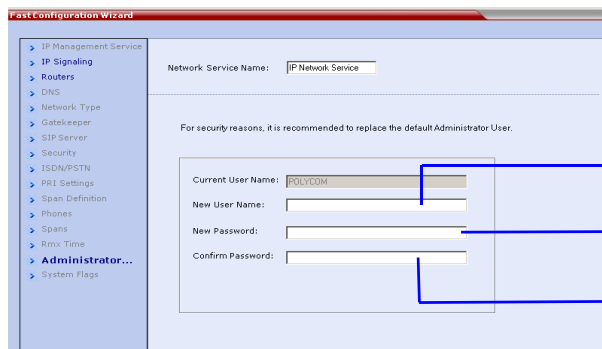 Fast Configuration Wizard
IP Management Service
IP Signaling
Routers
DNS
Network Type
Gatekeeper
SIP Server
Security
ISDN/PSTN
PRI Settings
Span Definition
Phones
Spans
Rmx Time
Administrator...
System Flags
Network Service Name: IP Network Service
For security reasons, it is recommended to replace the default Administrator User.
Current User Name: POLYCOM
New User Name:
New Password:
Confirm Password: